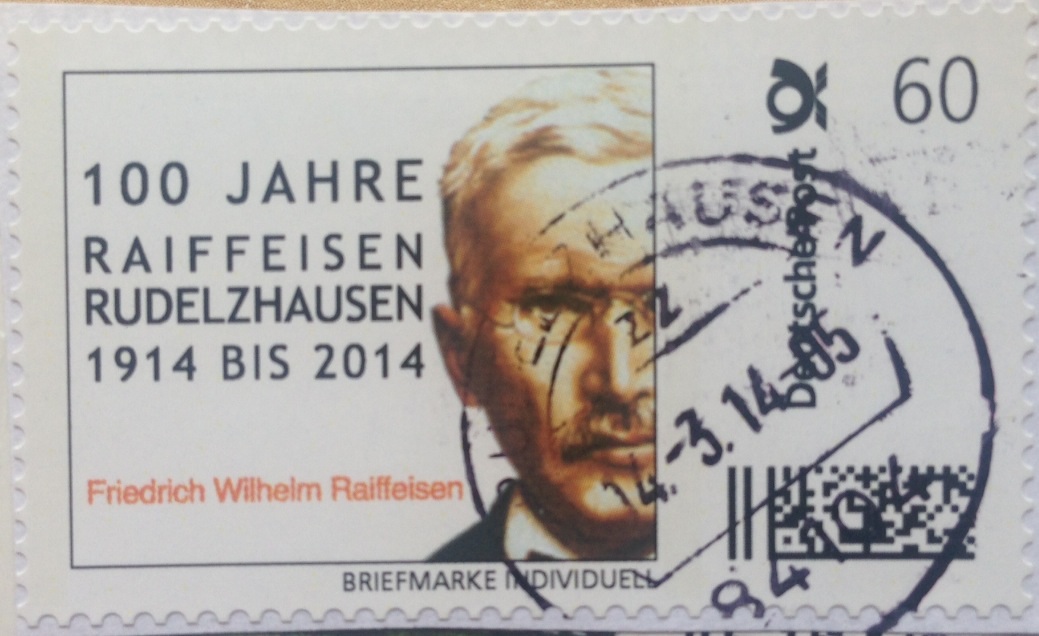 100 JAHRE
RAIFFEISEN
RUDELZHAUSEN
1914 BIS 2014
Friedrich Wilhelm Raiffeisen
BRIEFMARKE INDIVIDUELL
60
Deutsche Post
14.-3.14